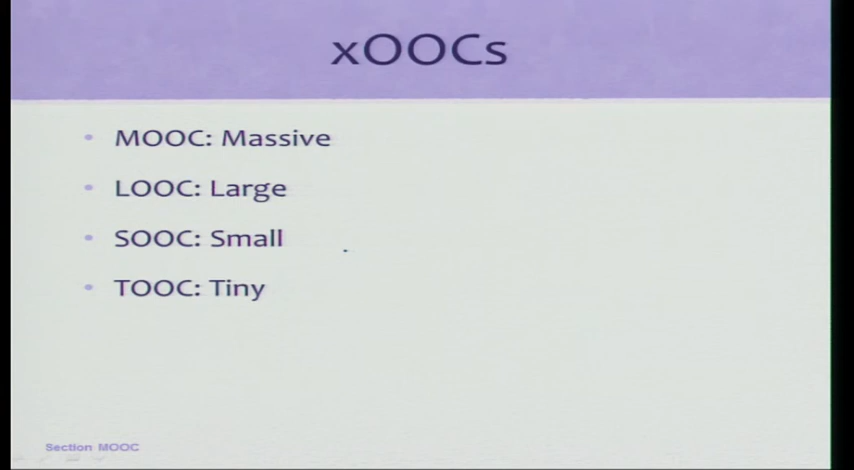 xOOCs
MOOC: Massive
LOOC: Large
SOOC: Small
TOOC: Tiny
Section MOOC